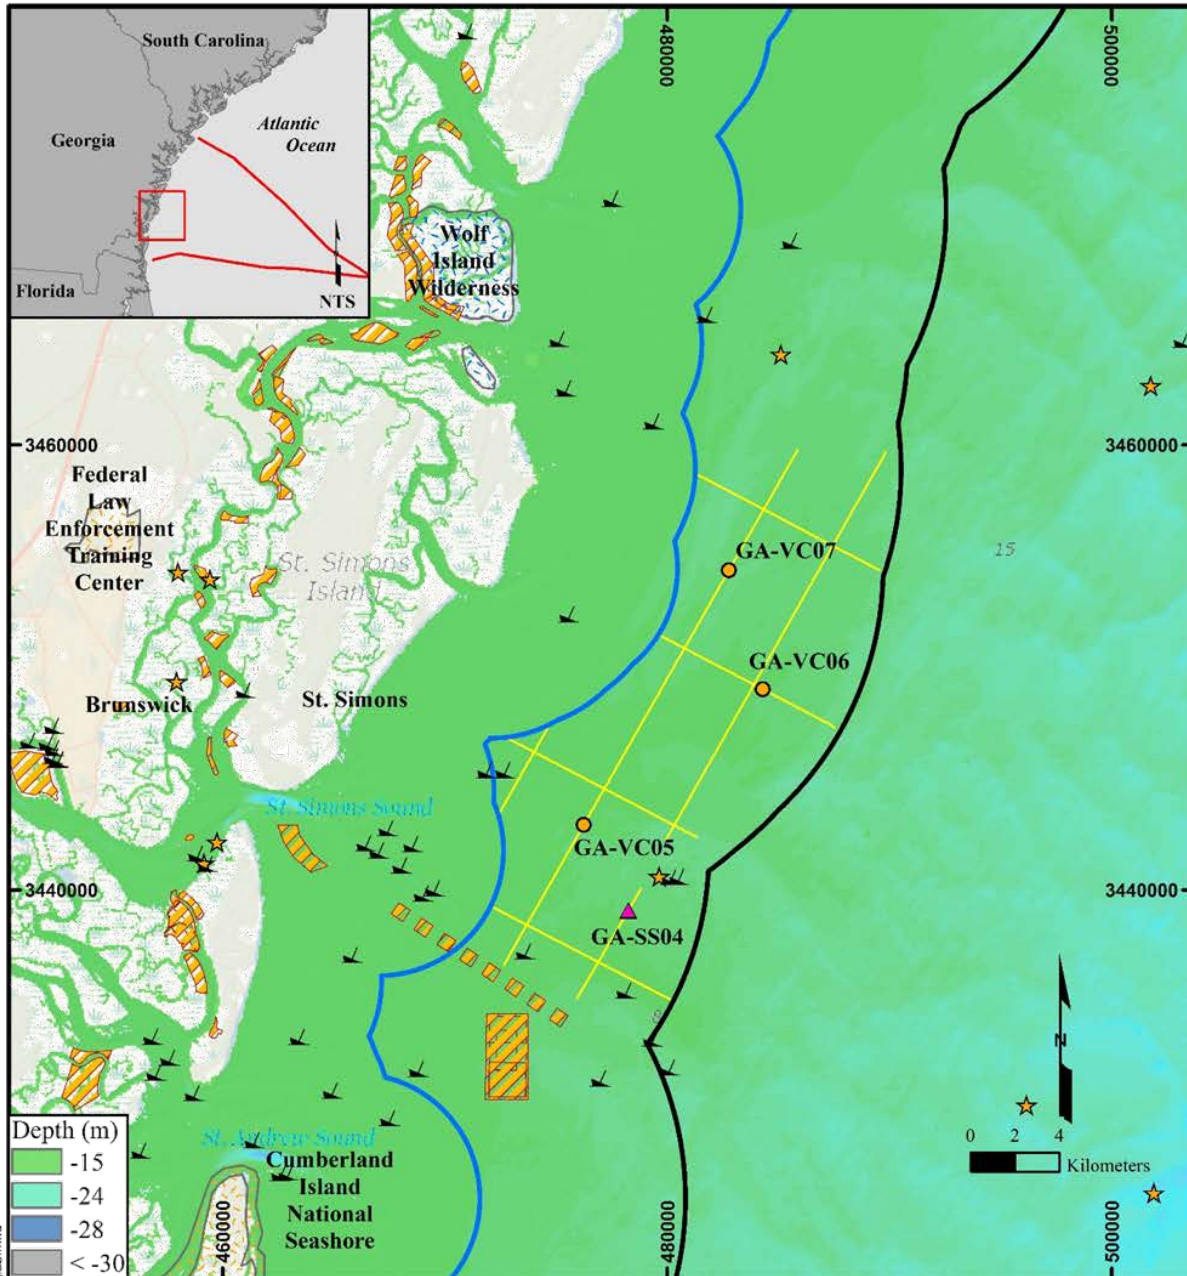 South Carolina
Georgia
Atlantic
Ocean
Florida
NTS
480000
500000
Wolf
Island
Wilderness
3460000
3460000
Federal
Law
Enforcement
Training
Center
St. Simons
Island
GA-VC07
15
GA-VC06
Brunswick
St. Simons
St. Simons Sound
GA-VC05
3440000
3440000
GA-SS04
9
N
0 2 4
Kilometers
Depth (m)
-15
-24
-28
< -30
St. Andrew Sound
Cumberland
Island
National
Seashore
460000
480000
500000